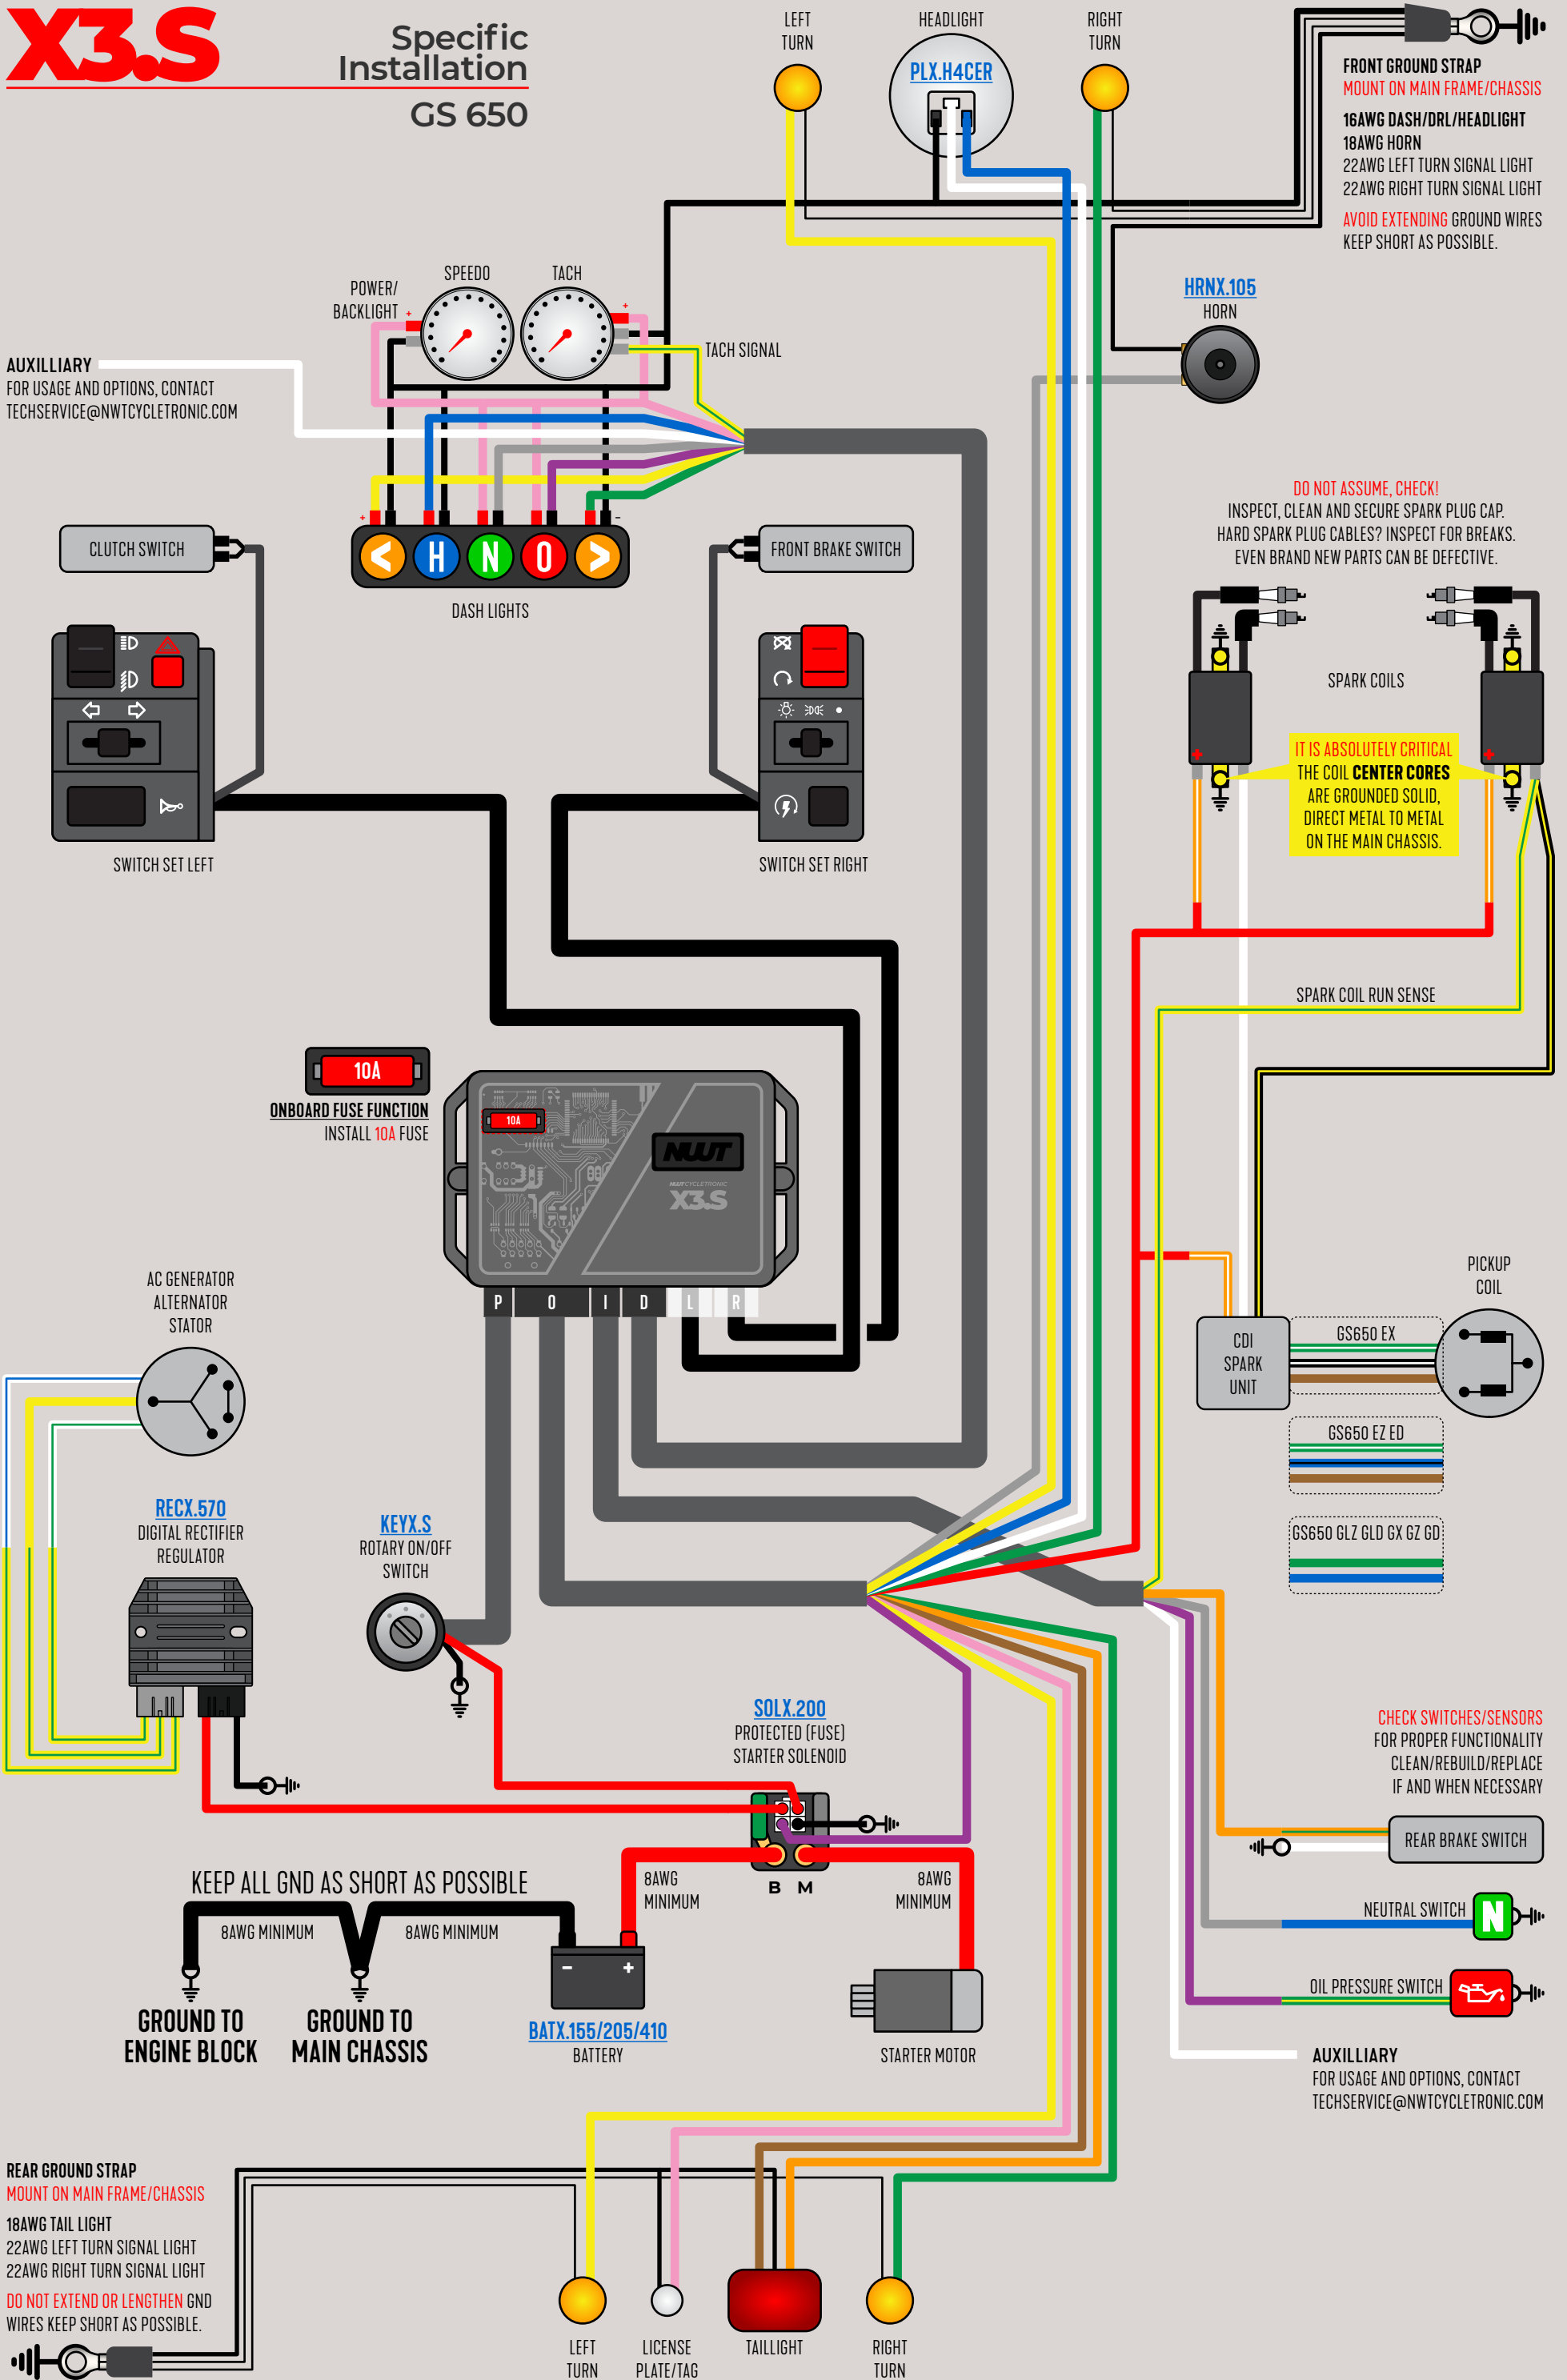 X3.S
Specific
Installation
GS 650
LEFT
TURN
HEADLIGHT
PLX.H4CER
RIGHT
TURN
FRONT GROUND STRAP
MOUNT ON MAIN FRAME/CHASSIS
16AWG DASH/DRL/HEADLIGHT
18AWG HORN
22AWG LEFT TURN SIGNAL LIGHT
22AWG RIGHT TURN SIGNAL LIGHT
AVOID EXTENDING GROUND WIRES
KEEP SHORT AS POSSIBLE.
SPEEDO
TACH
POWER/
BACKLIGHT
+
+
TACH SIGNAL
HRNX.105
HORN
AUXILLIARY
FOR USAGE AND OPTIONS, CONTACT
TECHSERVICE@NWTCYCLETRONIC.COM
DO NOT ASSUME, CHECK!
INSPECT, CLEAN AND SECURE SPARK PLUG CAP.
HARD SPARK PLUG CABLES? INSPECT FOR BREAKS.
EVEN BRAND NEW PARTS CAN BE DEFECTIVE.
+
-
CLUTCH SWITCH
< H N O >
DASH LIGHTS
FRONT BRAKE SWITCH
SPARK COILS
+
+
IT IS ABSOLUTELY CRITICAL
THE COIL CENTER CORES
ARE GROUNDED SOLID,
DIRECT METAL TO METAL
ON THE MAIN CHASSIS.
SWITCH SET LEFT
SWITCH SET RIGHT
SPARK COIL RUN SENSE
10A
ONBOARD FUSE FUNCTION
INSTALL 10A FUSE
10A
NWT
NWTCYCLETRONIC
X3.S
P O I D L R
AC GENERATOR
ALTERNATOR
STATOR
PICKUP
COIL
CDI
SPARK
UNIT
GS650 EX
GS650 EZ ED
GS650 GLZ GLD GX GZ GD
RECX.570
DIGITAL RECTIFIER
REGULATOR
KEYX.S
ROTARY ON/OFF
SWITCH
SOLX.200
PROTECTED (FUSE)
STARTER SOLENOID
B M
CHECK SWITCHES/SENSORS
FOR PROPER FUNCTIONALITY
CLEAN/REBUILD/REPLACE
IF AND WHEN NECESSARY
REAR BRAKE SWITCH
NEUTRAL SWITCH
N
OIL PRESSURE SWITCH
AUXILLIARY
FOR USAGE AND OPTIONS, CONTACT
TECHSERVICE@NWTCYCLETRONIC.COM
KEEP ALL GND AS SHORT AS POSSIBLE
8AWG MINIMUM
8AWG MINIMUM
8AWG
MINIMUM
8AWG
MINIMUM
- +
GROUND TO
ENGINE BLOCK
GROUND TO
MAIN CHASSIS
BATX.155/205/410
BATTERY
STARTER MOTOR
REAR GROUND STRAP
MOUNT ON MAIN FRAME/CHASSIS
18AWG TAIL LIGHT
22AWG LEFT TURN SIGNAL LIGHT
22AWG RIGHT TURN SIGNAL LIGHT
DO NOT EXTEND OR LENGTHEN GND
WIRES KEEP SHORT AS POSSIBLE.
LEFT
TURN
LICENSE
PLATE/TAG
TAILLIGHT
RIGHT
TURN